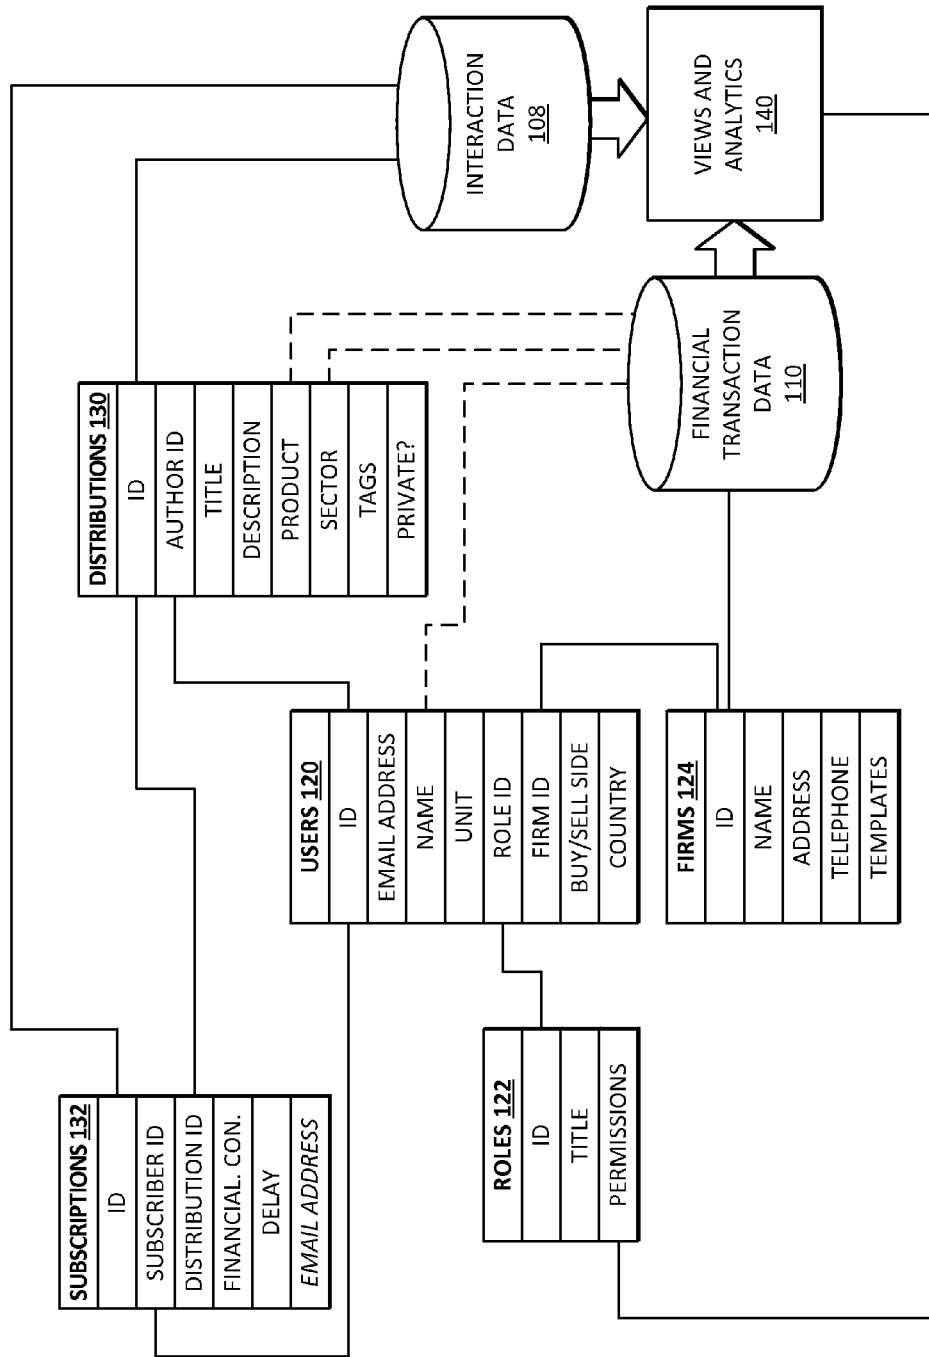 SUBSCRIPTIONS 132
ID
SUBSCRIBER ID
DISTRIBUTION ID
FINANCIAL. CON.
DELAY
EMAIL ADDRESS
DISTRIBUTIONS 130
ID
AUTHOR ID
TITLE
DESCRIPTION
PRODUCT
SECTOR
TAGS
PRIVATE?
USERS 120
ID
EMAIL ADDRESS
NAME
UNIT
ROLE ID
FIRM ID
BUY/SELL SIDE
COUNTRY
INTERACTION
DATA
108
ROLES 122
ID
TITLE
PERMISSIONS
FIRMS 124
ID
NAME
ADDRESS
TELEPHONE
TEMPLATES
FINANCIAL
TRANSACTION
DATA
110
VIEWS AND
ANALYTICS
140